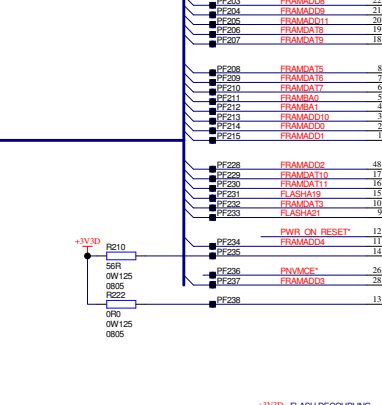 PF203 FRAMADD8 22
PF204 FRAMADD9 21
PF205 FRAMADD11 20
PF206 FRAMDAT8 19
PF207 FRAMDAT9 18
PF208 FRAMDAT5 8
PF209 FRAMDAT6 7
PF210 FRAMDAT7 6
PF211 FRAMBA0 5
PF212 FRAMBA1 4
PF213 FRAMADD10 3
PF214 FRAMADD0 2
PF215 FRAMADD1 1
PF228 FRAMADD2 48
PF229 FRAMDAT10 17
PF230 FRAMDAT11 16
PF231 FLASHA19 15
PF232 FRAMDAT3 10
PF233 FLASHA21 9
PWR_ON_RESET* 12
PF234 FRAMADD4 11
PF235 14
+3V3D
R210
56R
0W125
0805
PF236 PNVMCE* 26
PF237 FRAMADD3 28
R222
0R0
0W125
0805
PF238 13
+3V3D FLASH DECOUPLING